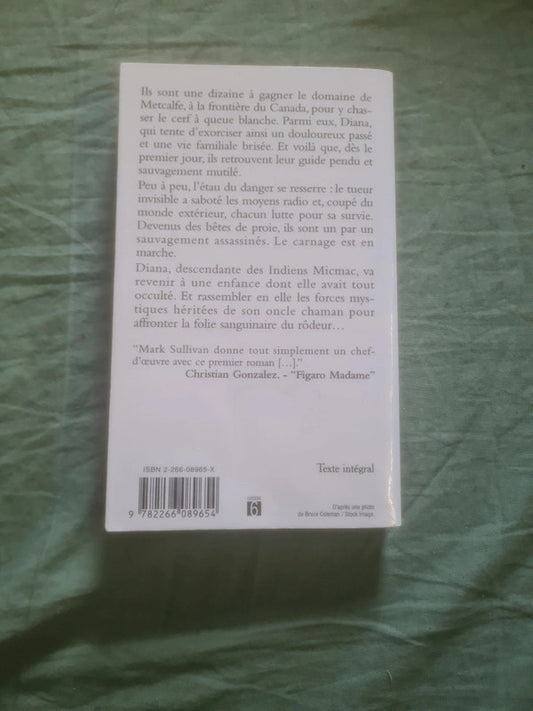 Ils sont une dizaine à gagner le domaine de
Metcalfe, à la frontière du Canada, pour y chas-
ser le cerf à queue blanche. Parmi eux, Diana,
qui tente d'exorciser ainsi un douloureux passé
et une vie familiale brisée. Et voilà que, dès le
premier jour, ils retrouvent leur guide pendu et
sauvagement mutilé.
Peu à peu, l'étau du danger se resserre : le tueur
invisible a saboté les moyens radio et, coupé du
monde extérieur, chacun lutte pour sa survie.
Devenus des bêtes de proie, ils sont un par un
sauvagement assassinés. Le carnage est en
marche.
Diana, descendante des Indiens Micmac, va
revenir à une enfance dont elle avait tout
occulté. Et rassembler en elle les forces mys-
tiques héritées de son oncle chaman pour
affronter la folie sanguinaire du rôdeur…
“Mark Sullivan donne tout simplement un chef-
d'œuvre avec ce premier roman [...].”
Christian Gonzalez. - “Figaro Madame”
ISBN 2-266-08965-X
Texte intégral
9 782266 089654
6
D'après une photo
de Bruce Coleman / Stock Image.